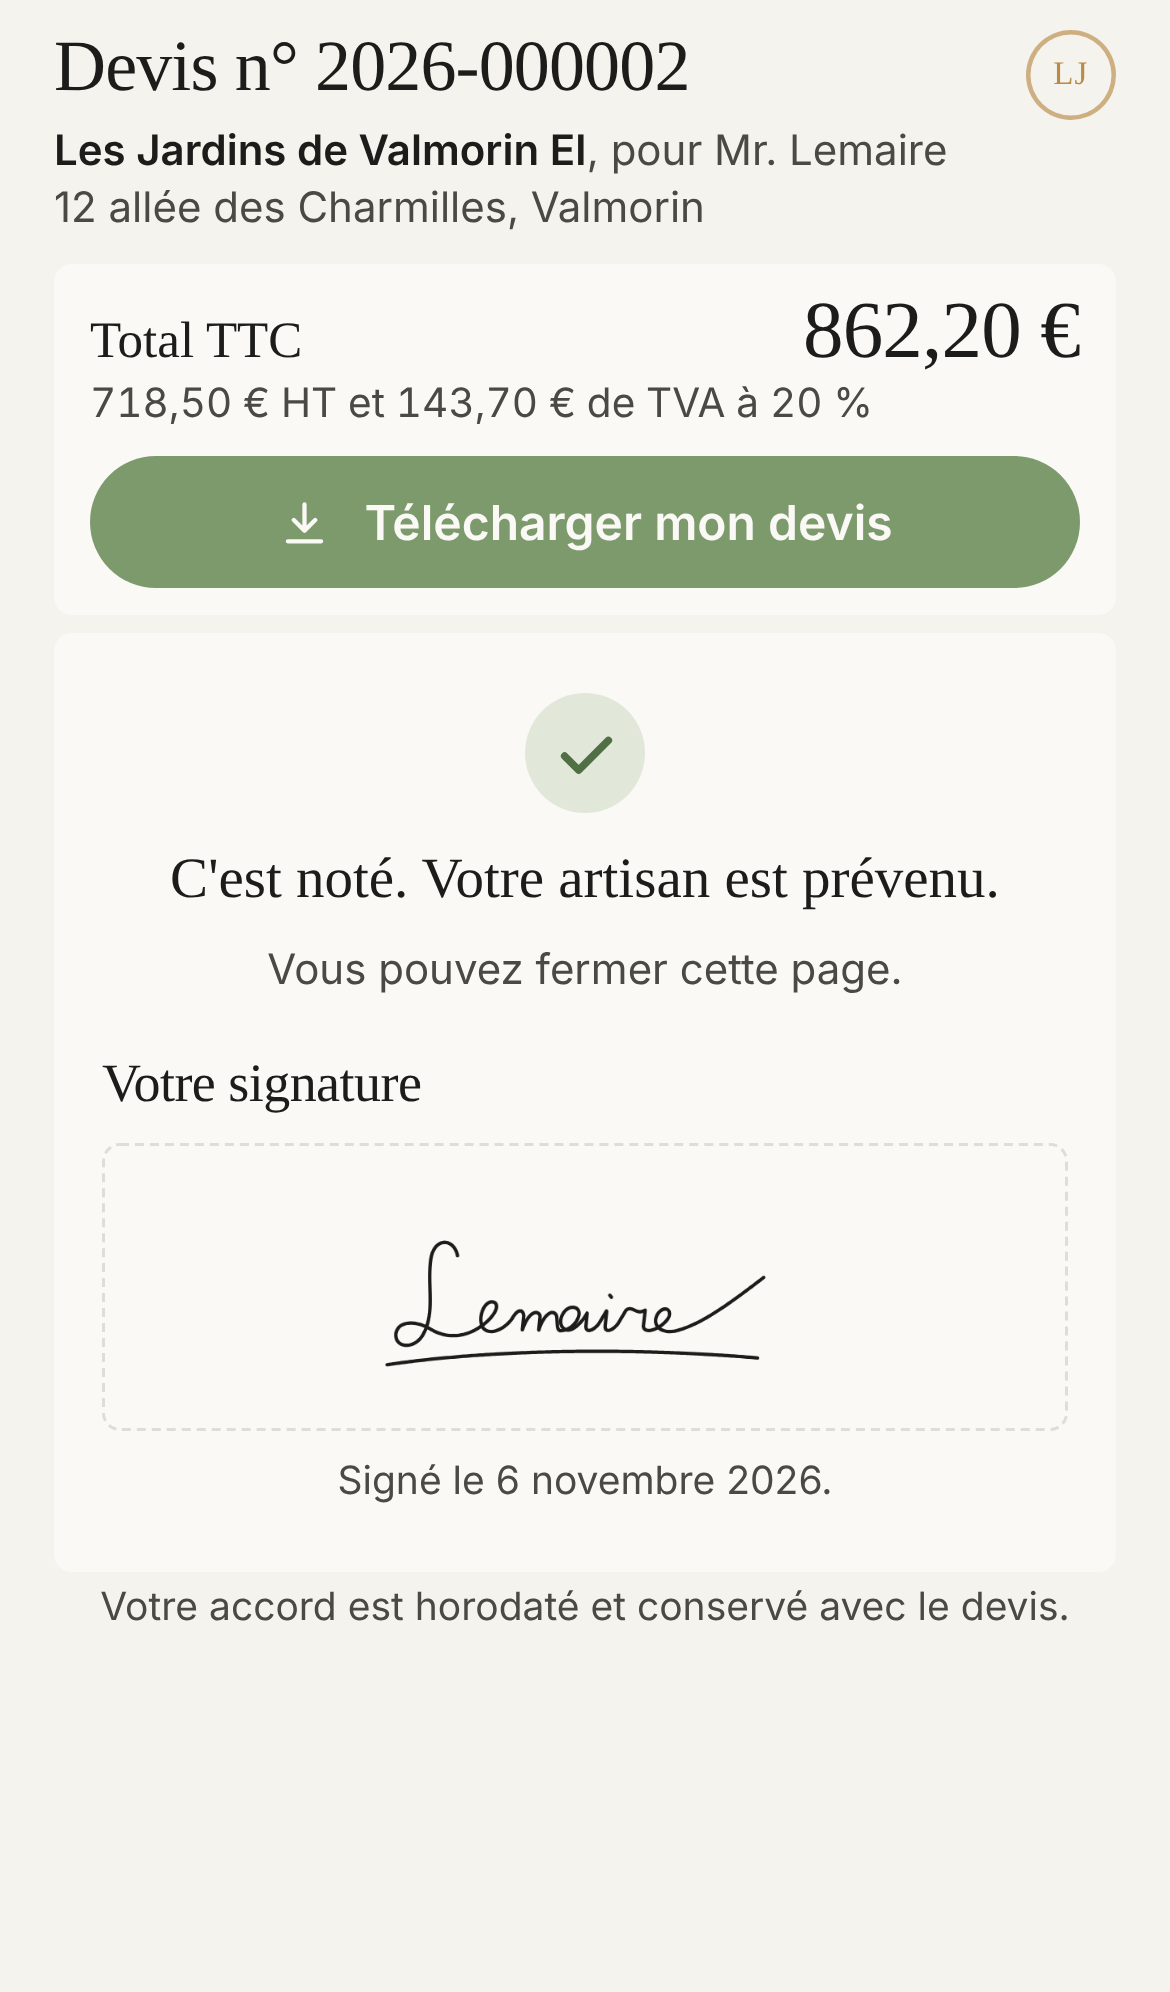 Devis n° 2026-000002
LJ
Les Jardins de Valmorin EI, pour Mr. Lemaire
12 allée des Charmilles, Valmorin
Total TTC 862,20 €
718,50 € HT et 143,70 € de TVA à 20 %
Télécharger mon devis
C'est noté. Votre artisan est prévenu.
Vous pouvez fermer cette page.
Votre signature
Lemaire
Signé le 6 novembre 2026.
Votre accord est horodaté et conservé avec le devis.